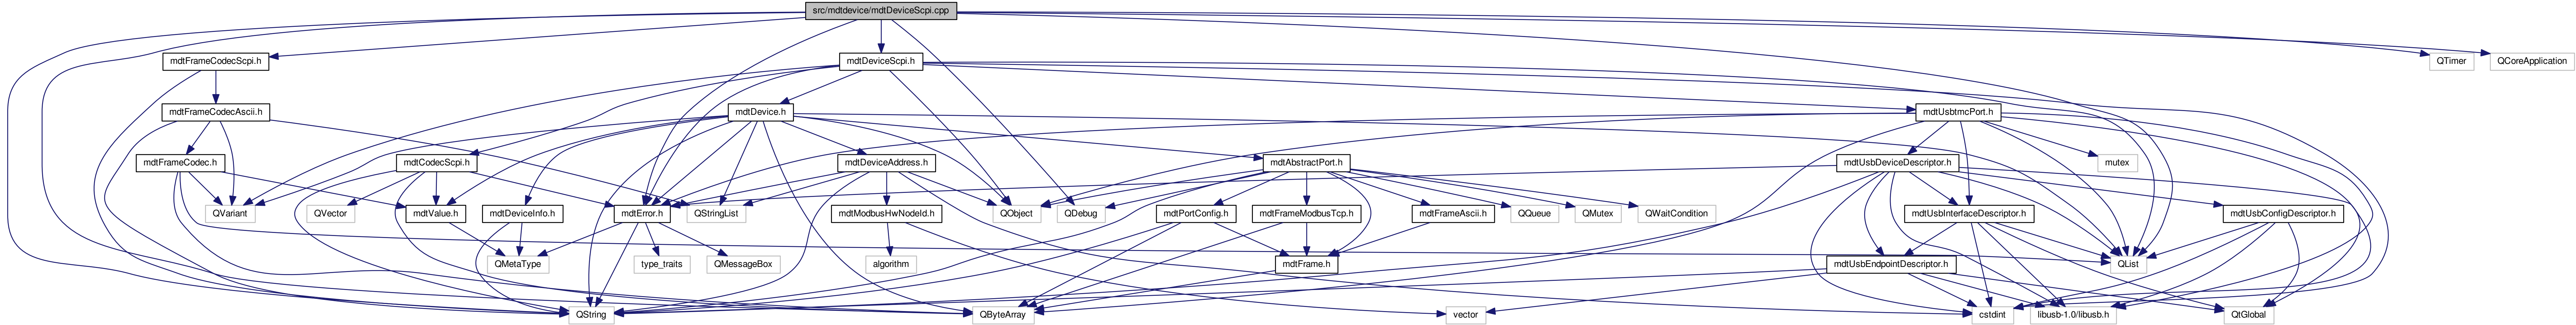 src/mdtdevice/mdtDeviceScpi.cpp
mdtFrameCodecScpi.h
mdtDeviceScpi.h
QTimer
QCoreApplication
mdtFrameCodecAscii.h
mdtDevice.h
mdtUsbtmcPort.h
mdtFrameCodec.h
mdtCodecScpi.h
mdtDeviceAddress.h
mdtAbstractPort.h
mdtUsbDeviceDescriptor.h
mutex
QVariant
QVector
mdtValue.h
mdtDeviceInfo.h
mdtError.h
QStringList
mdtModbusHwNodeId.h
QObject
QDebug
mdtPortConfig.h
mdtFrameModbusTcp.h
mdtFrameAscii.h
QQueue
QMutex
QWaitCondition
mdtUsbInterfaceDescriptor.h
mdtUsbConfigDescriptor.h
QMetaType
type_traits
QMessageBox
algorithm
mdtFrame.h
mdtUsbEndpointDescriptor.h
QList
QString
QByteArray
vector
cstdint
libusb-1.0/libusb.h
QtGlobal